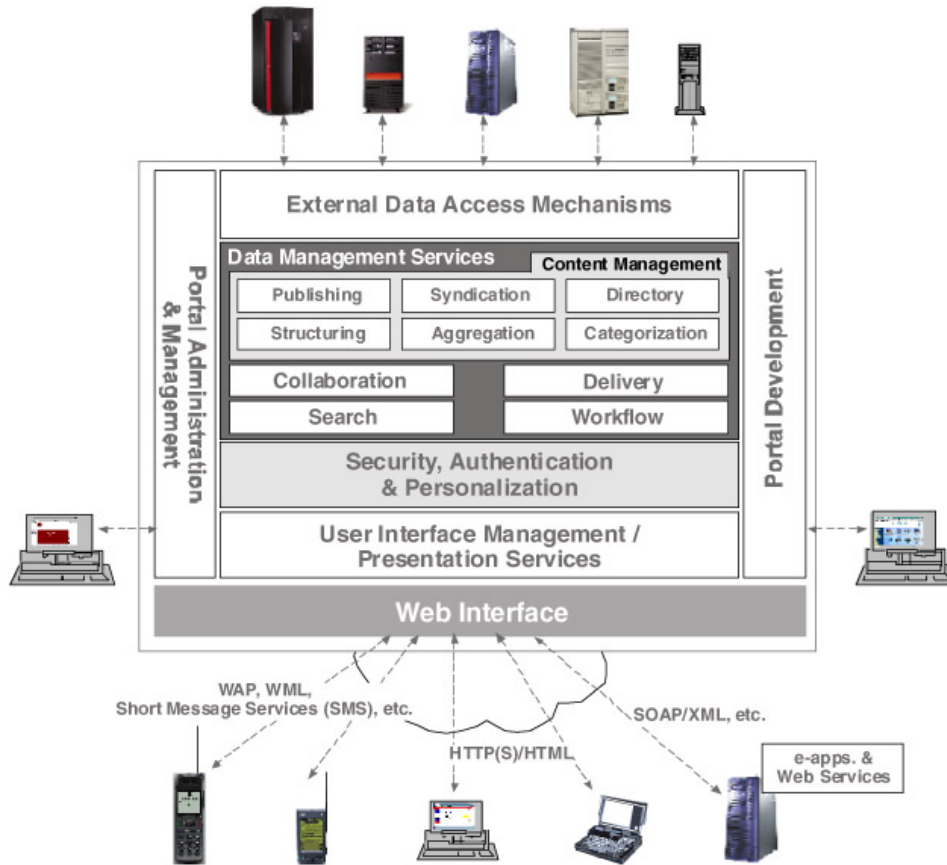 External Data Access Mechanisms
Portal Administration
& Management
Data Management Services
Content Management
Publishing
Syndication
Directory
Structuring
Aggregation
Categorization
Collaboration
Delivery
Search
Workflow
Portal Development
Security, Authentication
& Personalization
User Interface Management /
Presentation Services
Web Interface
WAP, WML,
Short Message Services (SMS), etc.
HTTP(S)/HTML
SOAP/XML, etc.
e-apps. &
Web Services